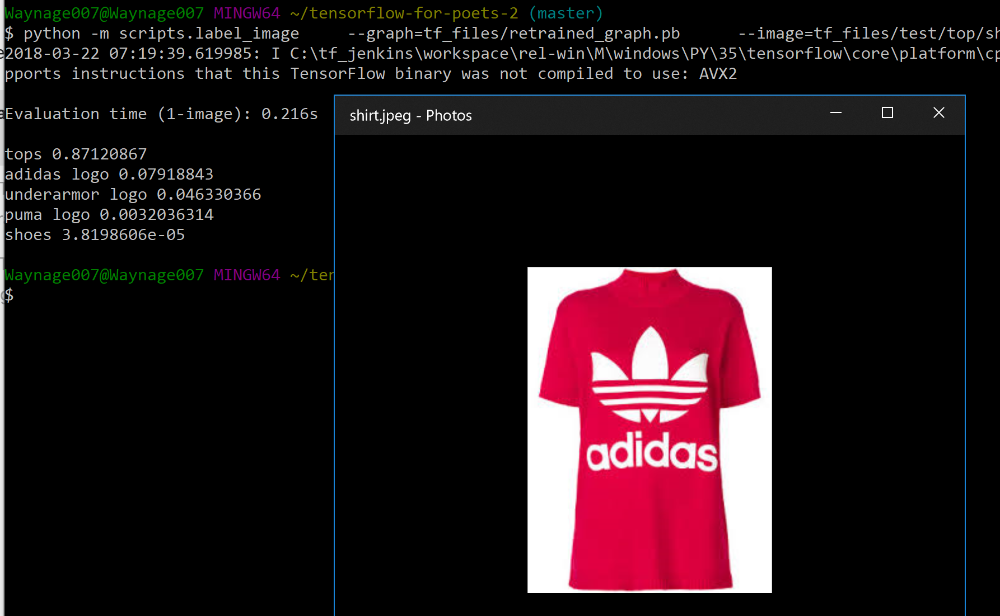 Waynage007@Waynage007 MINGW64 ~/tensorflow-for-poets-2 (master)
$ python -m scripts.label_image     --graph=tf_files/retrained_graph.pb      --image=tf_files/test/top/sh
2018-03-22 07:19:39.619985: I C:\tf_jenkins\workspace\rel-win\M\windows\PY\35\tensorflow\core\platform\cp
pports instructions that this TensorFlow binary was not compiled to use: AVX2
Evaluation time (1-image): 0.216s
shirt.jpeg - Photos
tops 0.87120867
adidas logo 0.07918843
underarmor logo 0.046330366
puma logo 0.0032036314
shoes 3.8198606e-05
Waynage007@Waynage007 MINGW64 ~/ter
$
adidas